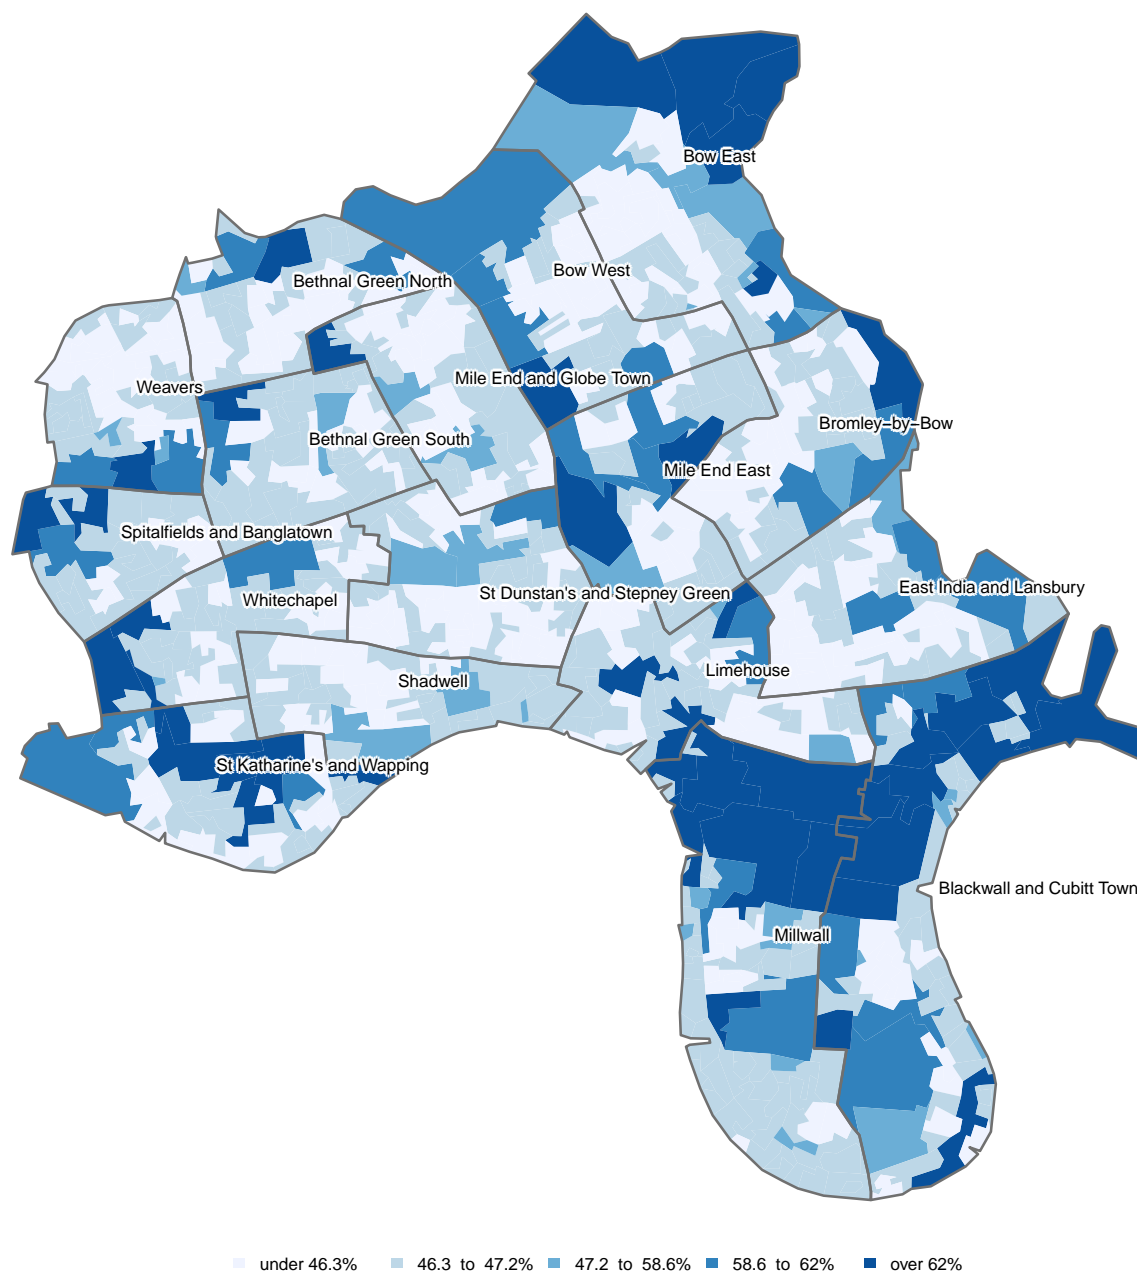 Bow East
Bow West
Bethnal Green North
Mile End and Globe Town
Weavers
Bromley-by-Bow
Bethnal Green South
Mile End East
Spitalfields and Banglatown
East India and Lansbury
St Dunstan's and Stepney Green
Whitechapel
Limehouse
Shadwell
St Katharine's and Wapping
Blackwall and Cubitt Town
Millwall
under 46.3% 46.3 to 47.2% 47.2 to 58.6% 58.6 to 62% over 62%